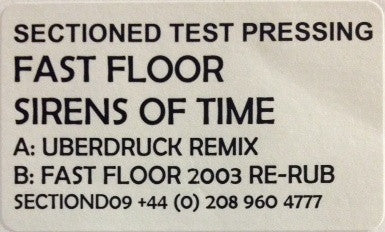 SECTIONED TEST PRESSING
FAST FLOOR
SIRENS OF TIME
A: UBERDRUCK REMIX
B: FAST FLOOR 2003 RE-RUB
SECTIOND09 +44 (0) 208 960 4777